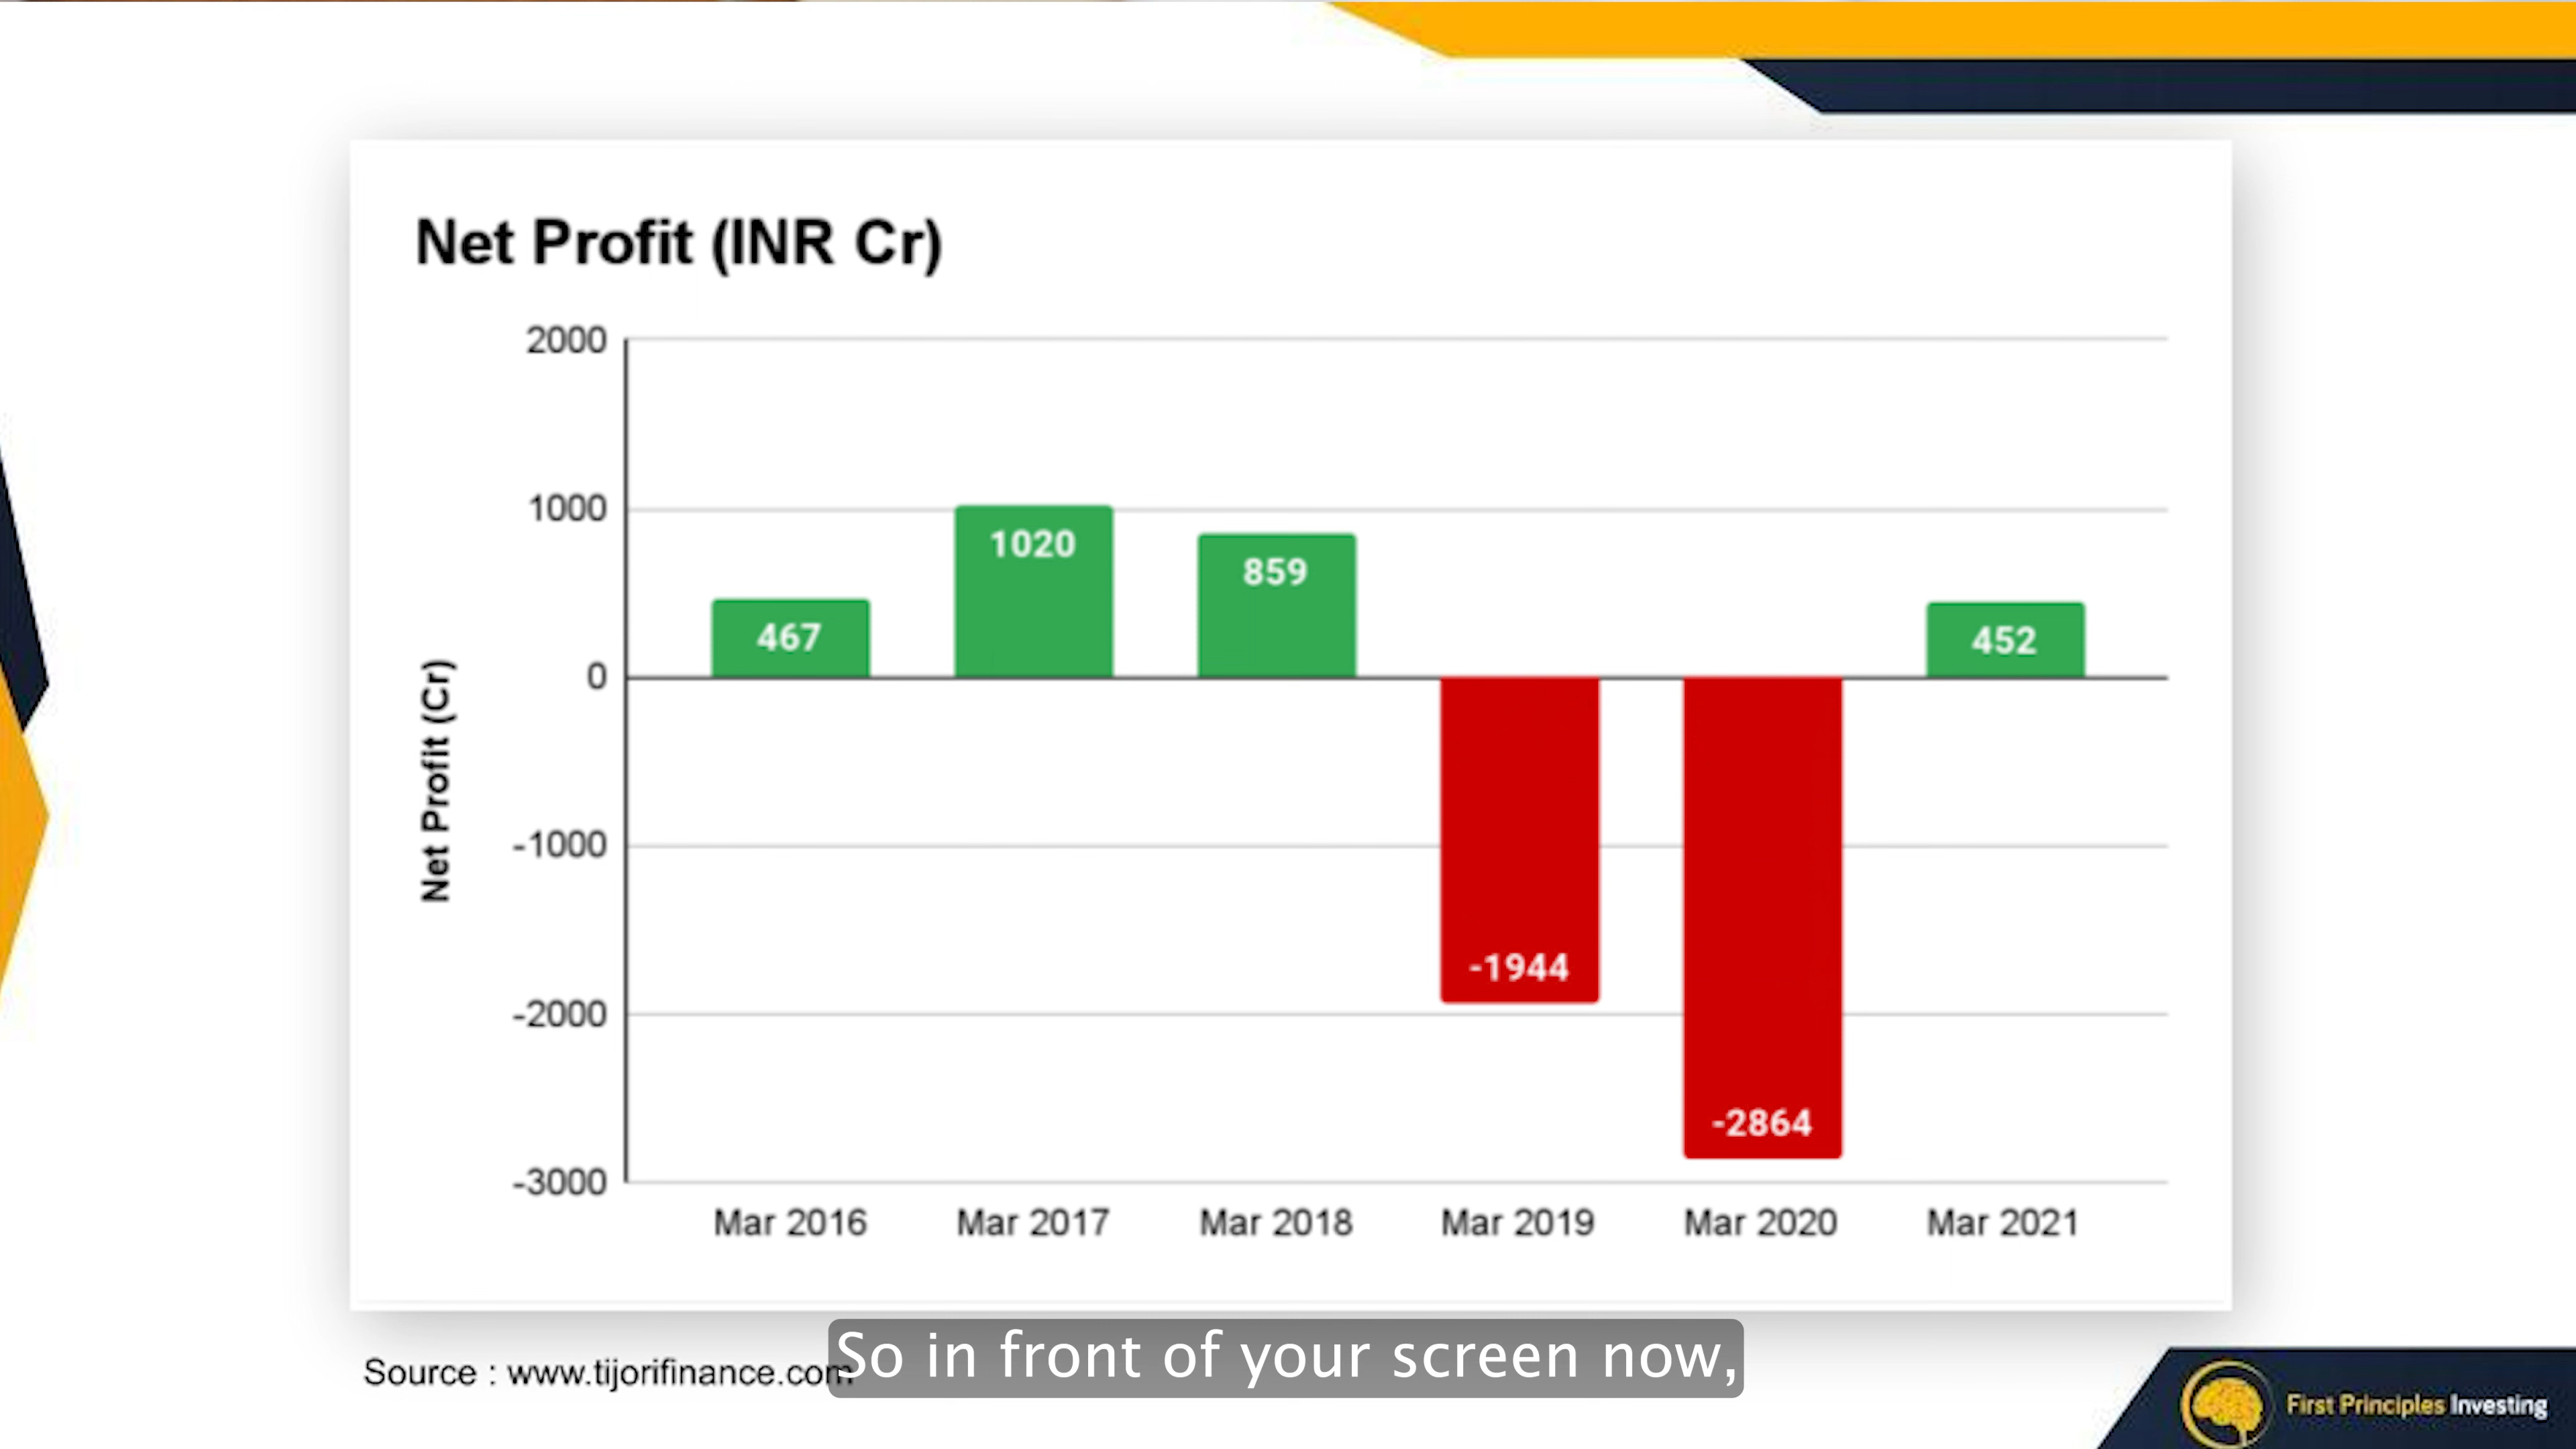 Net Profit (INR Cr)
2000
1000
0
-1000
-2000
-3000
Net Profit (Cr)
467
1020
859
-1944
-2864
452
Mar 2016 Mar 2017 Mar 2018 Mar 2019 Mar 2020 Mar 2021
So in front of your screen now,
Source : www.tijorifinance.com
First Principles Investing